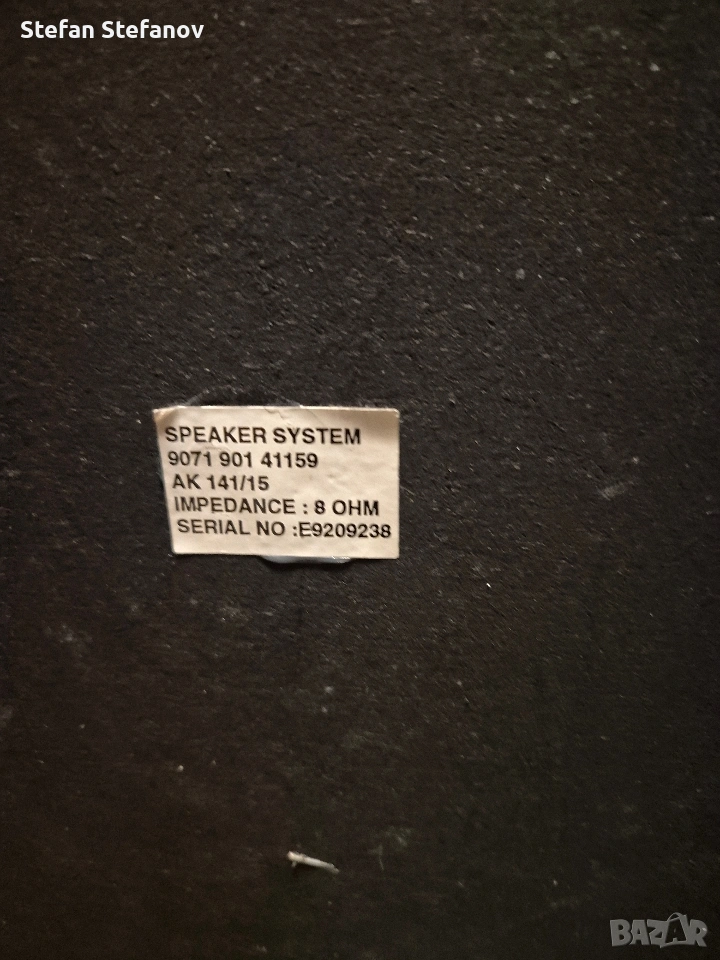 Stefan Stefanov
SPEAKER SYSTEM
9071 901 41159
AK 141/15
IMPEDANCE : 8 OHM
SERIAL NO :E9209238
BAZAR